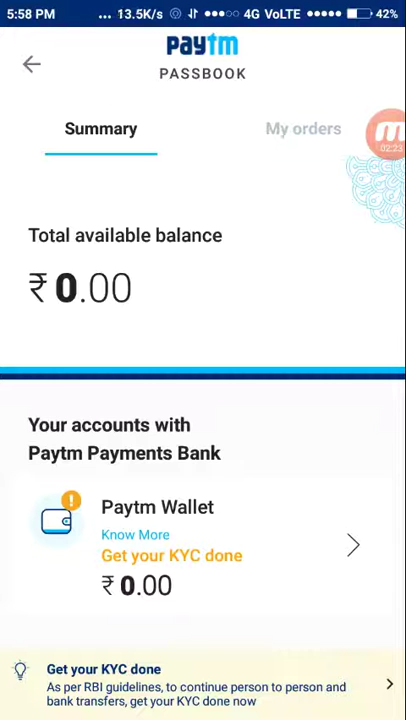 5:58 PM ... 13.5K/s 4G VoLTE 42%
paytm
PASSBOOK
Summary My orders
02:23
Total available balance
₹ 0.00
Your accounts with
Paytm Payments Bank
Paytm Wallet
Know More
Get your KYC done
₹ 0.00
Get your KYC done
As per RBI guidelines, to continue person to person and
bank transfers, get your KYC done now